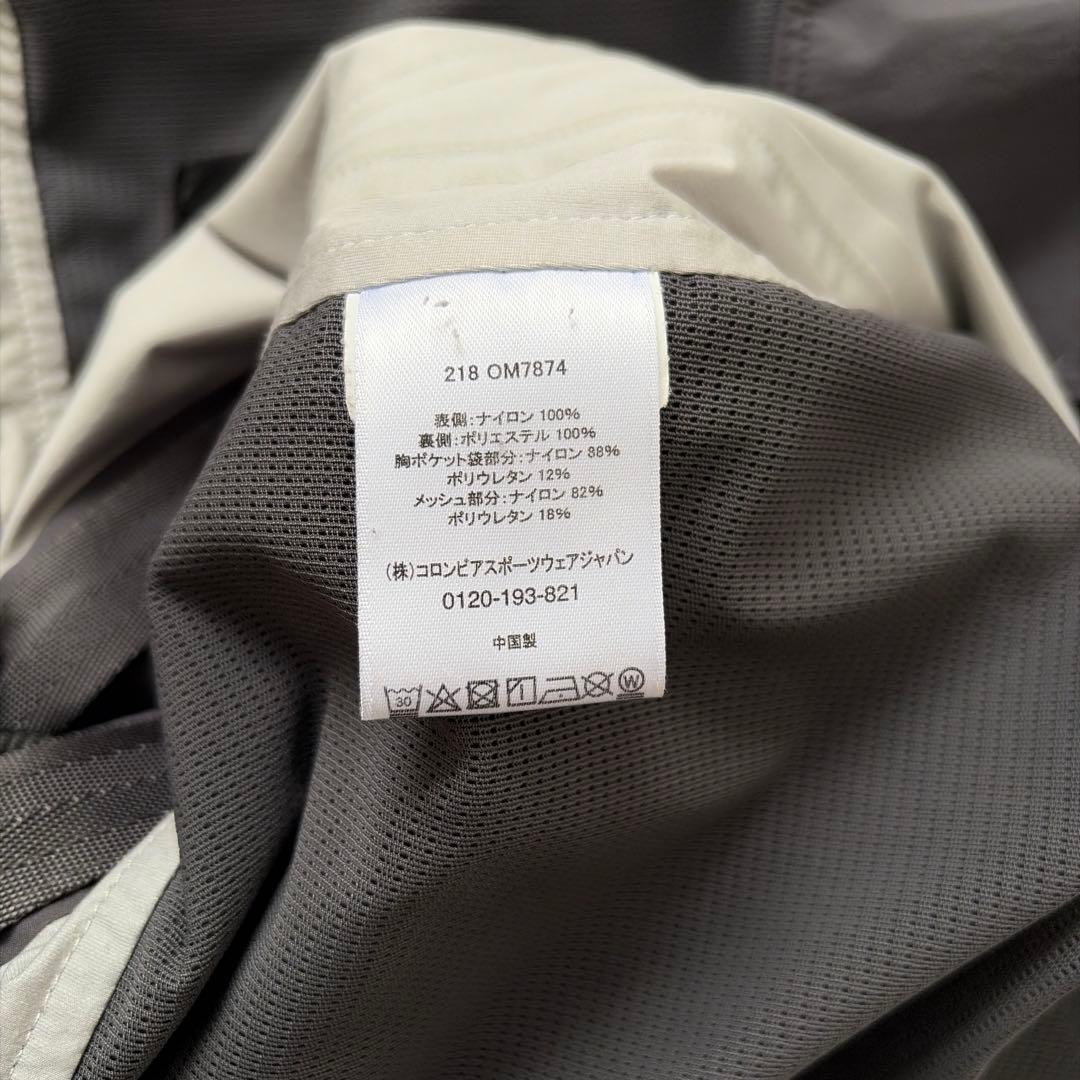 218 OM7874
表側:ナイロン 100%
裏側:ポリエステル 100%
胸ポケット袋部分:ナイロン 88%
ポリウレタン 12%
メッシュ部分:ナイロン 82%
ポリウレタン 18%
(株)コロンビアスポーツウェアジャパン
0120-193-821
中国製
30 W